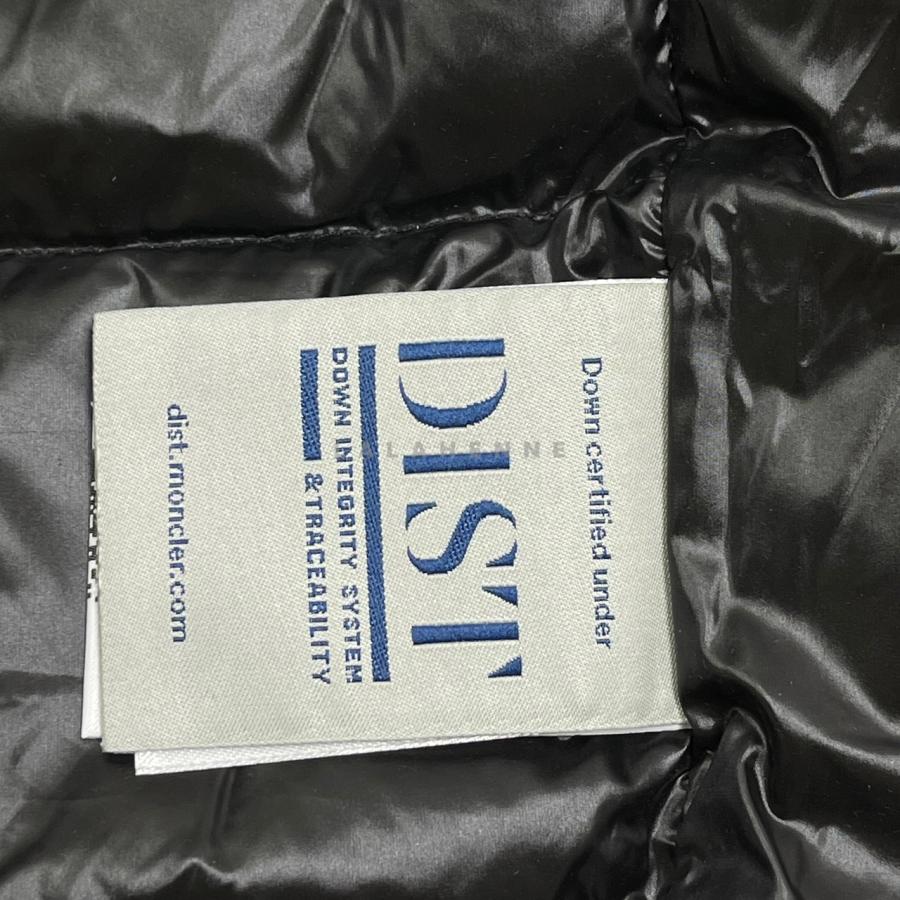 Down certified under
DIST
DOWN INTEGRITY SYSTEM
& TRACEABILITY
dist.moncler.com